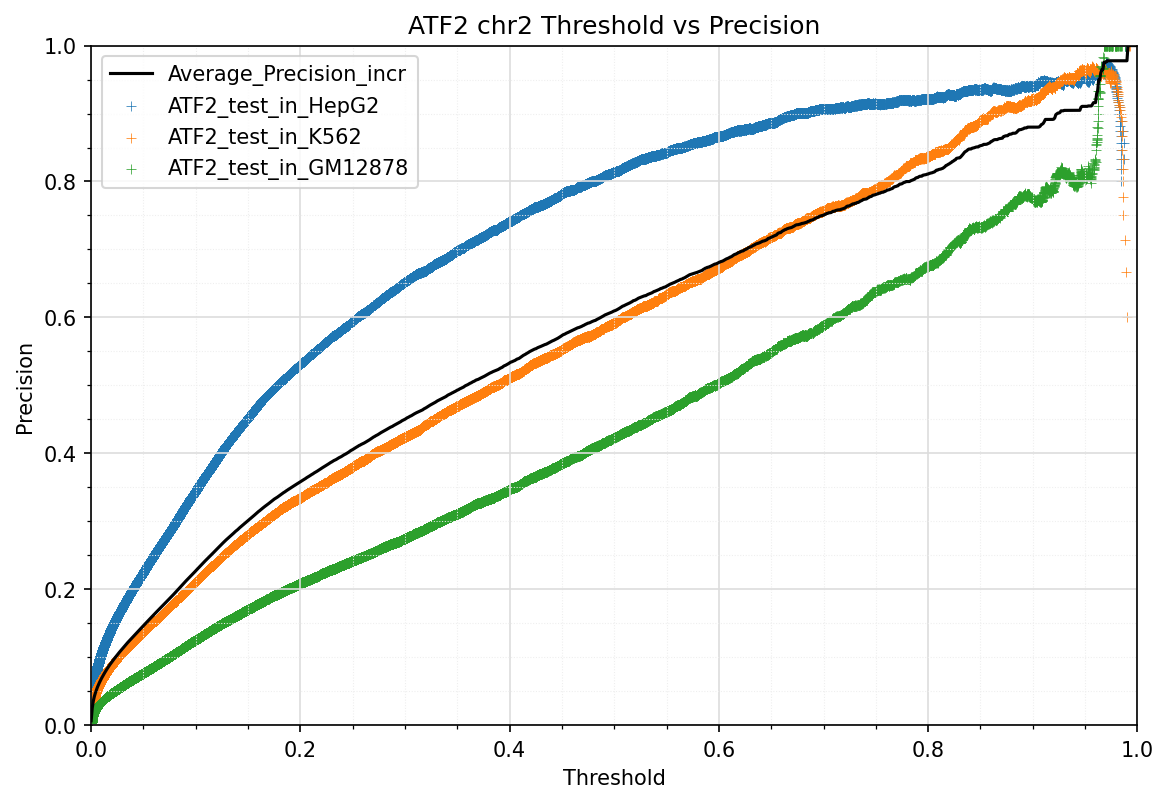 ATF2 chr2 Threshold vs Precision
1.0
0.8
0.6
0.4
0.2
0.0
Precision
Average_Precision_incr
ATF2_test_in_HepG2
ATF2_test_in_K562
ATF2_test_in_GM12878
0.0 0.2 0.4 0.6 0.8 1.0
Threshold